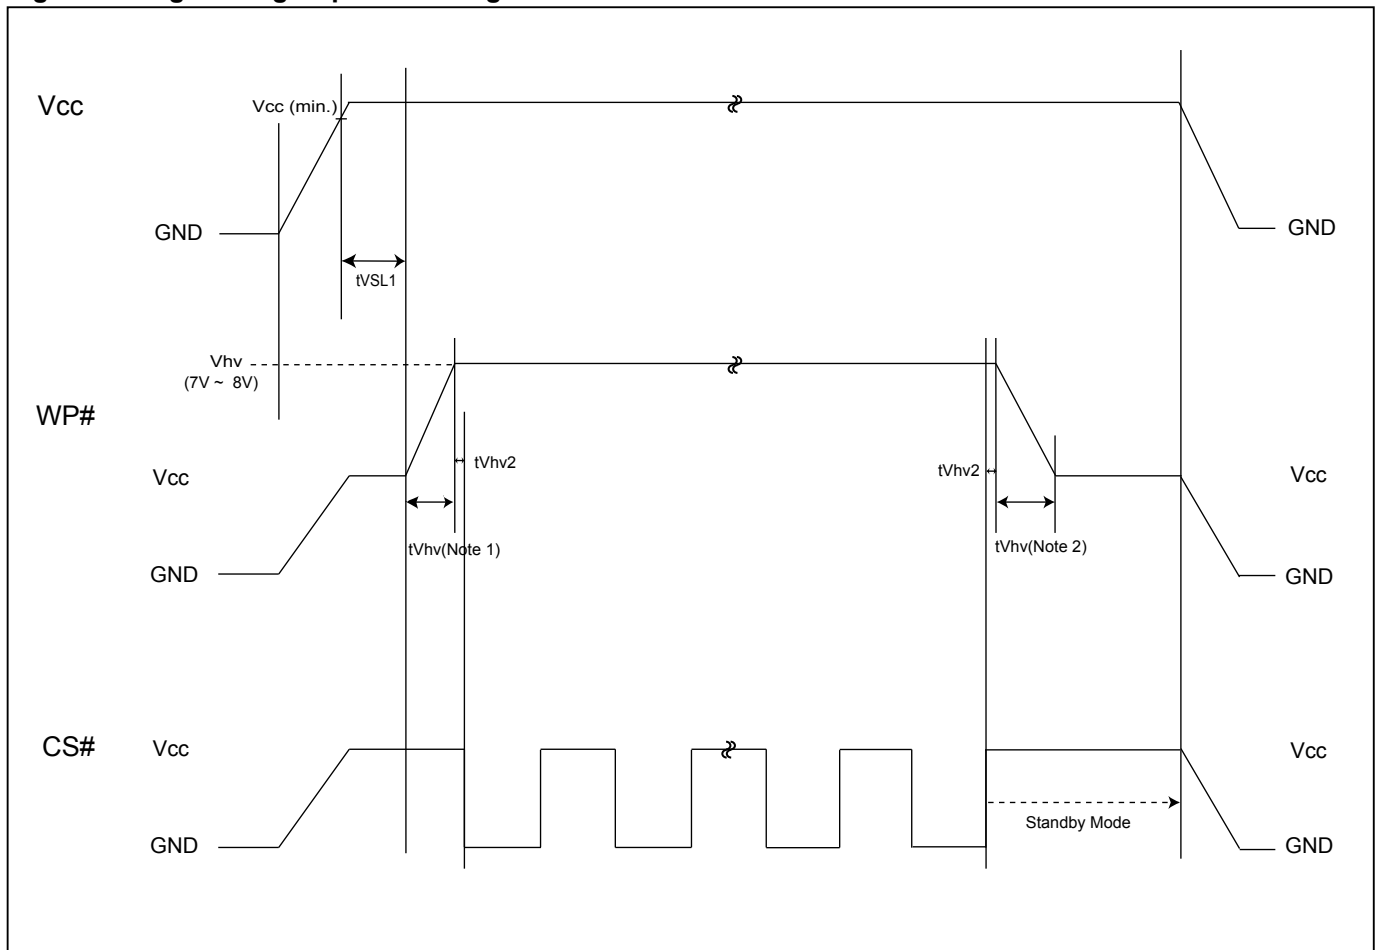 Vcc
Vcc (min.)
GND
GND
tVSL1
Vhv
(7V ~ 8V)
WP#
tVhv2
tVhv2
Vcc
Vcc
tVhv(Note 1)
tVhv(Note 2)
GND
GND
CS#
Vcc
Vcc
Standby Mode
GND
GND